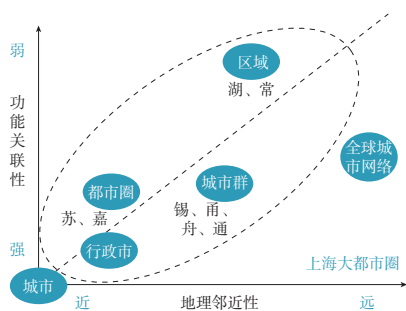 弱
区域
湖、常
功能关联性
全球城
市网络
都市圈
城市群
苏、嘉
锡、甬、
舟、通
强
行政市
上海大都市圈
城市
近
地理邻近性
远